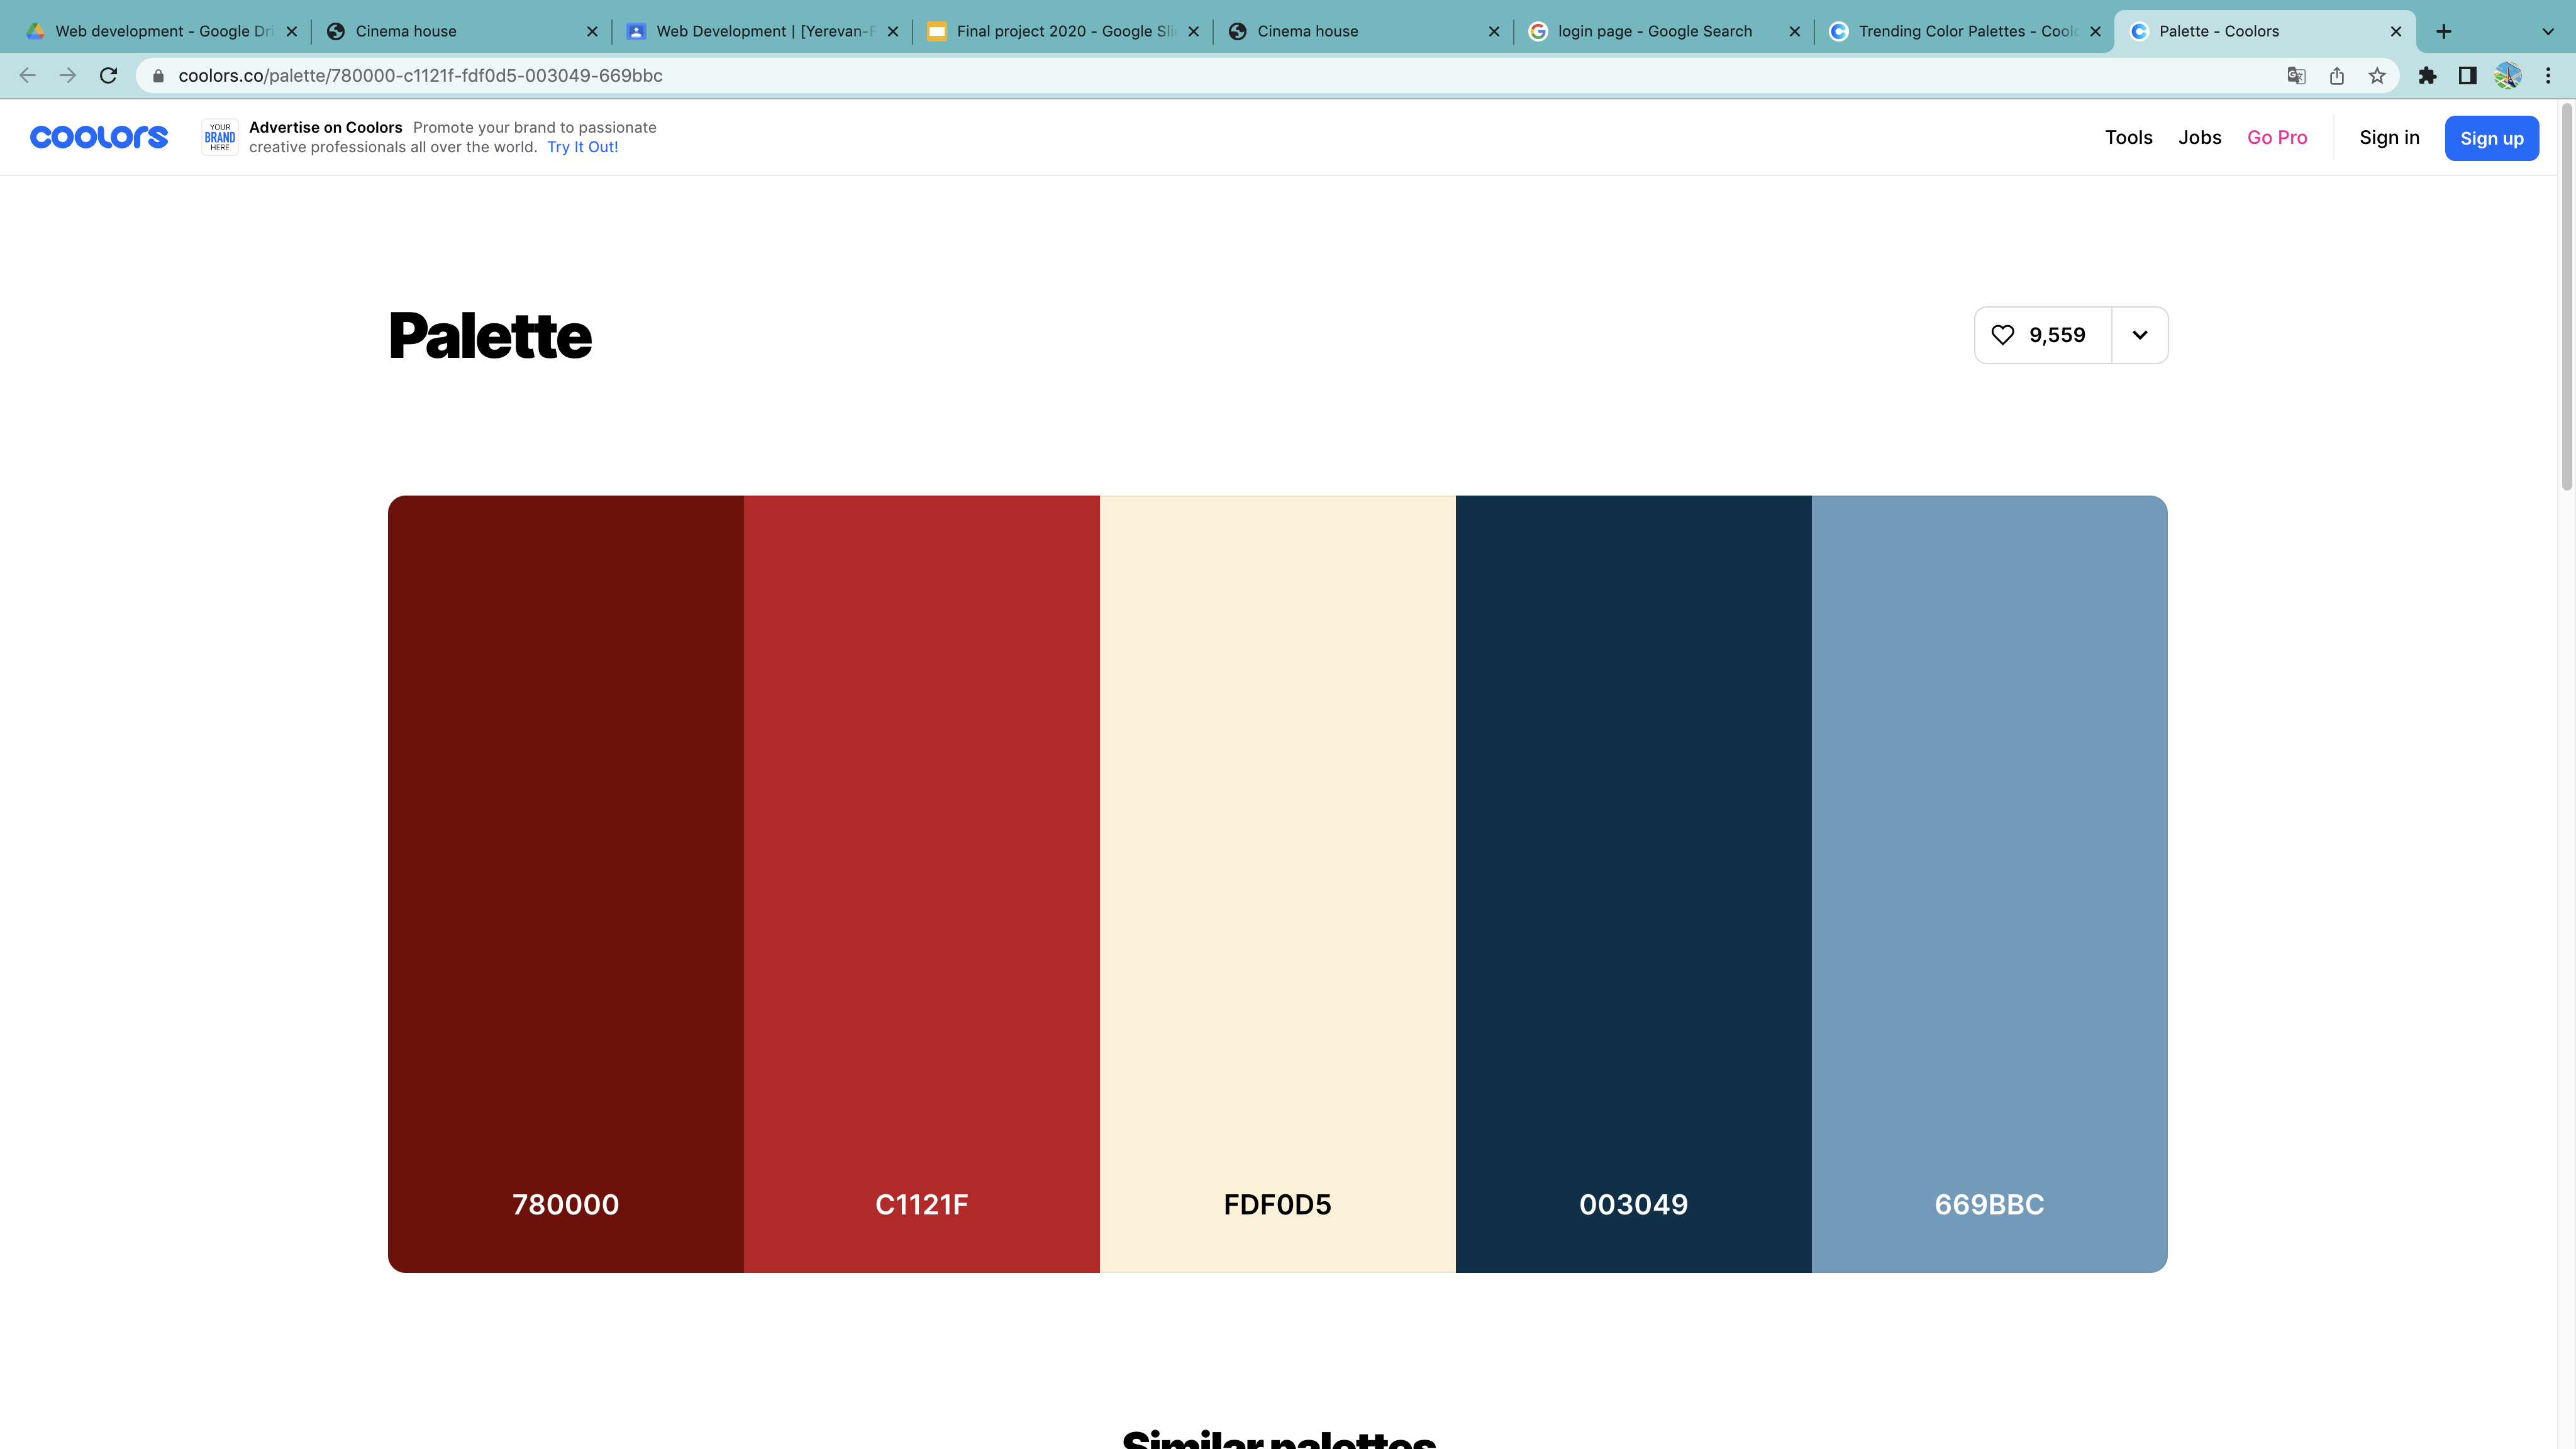 Web development - Google Dri
Cinema house
Web Development | [Yerevan-F
Final project 2020 - Google Sli
Cinema house
login page - Google Search
Trending Color Palettes - Coolo
Palette - Coolors
coolors.co/palette/780000-c1121f-fdf0d5-003049-669bbc
coolors
YOUR
BRAND
HERE
Advertise on Coolors Promote your brand to passionate
creative professionals all over the world. Try It Out!
Tools Jobs Go Pro Sign in Sign up
Palette
9,559
780000 C1121F FDF0D5 003049 669BBC
Similar palettes